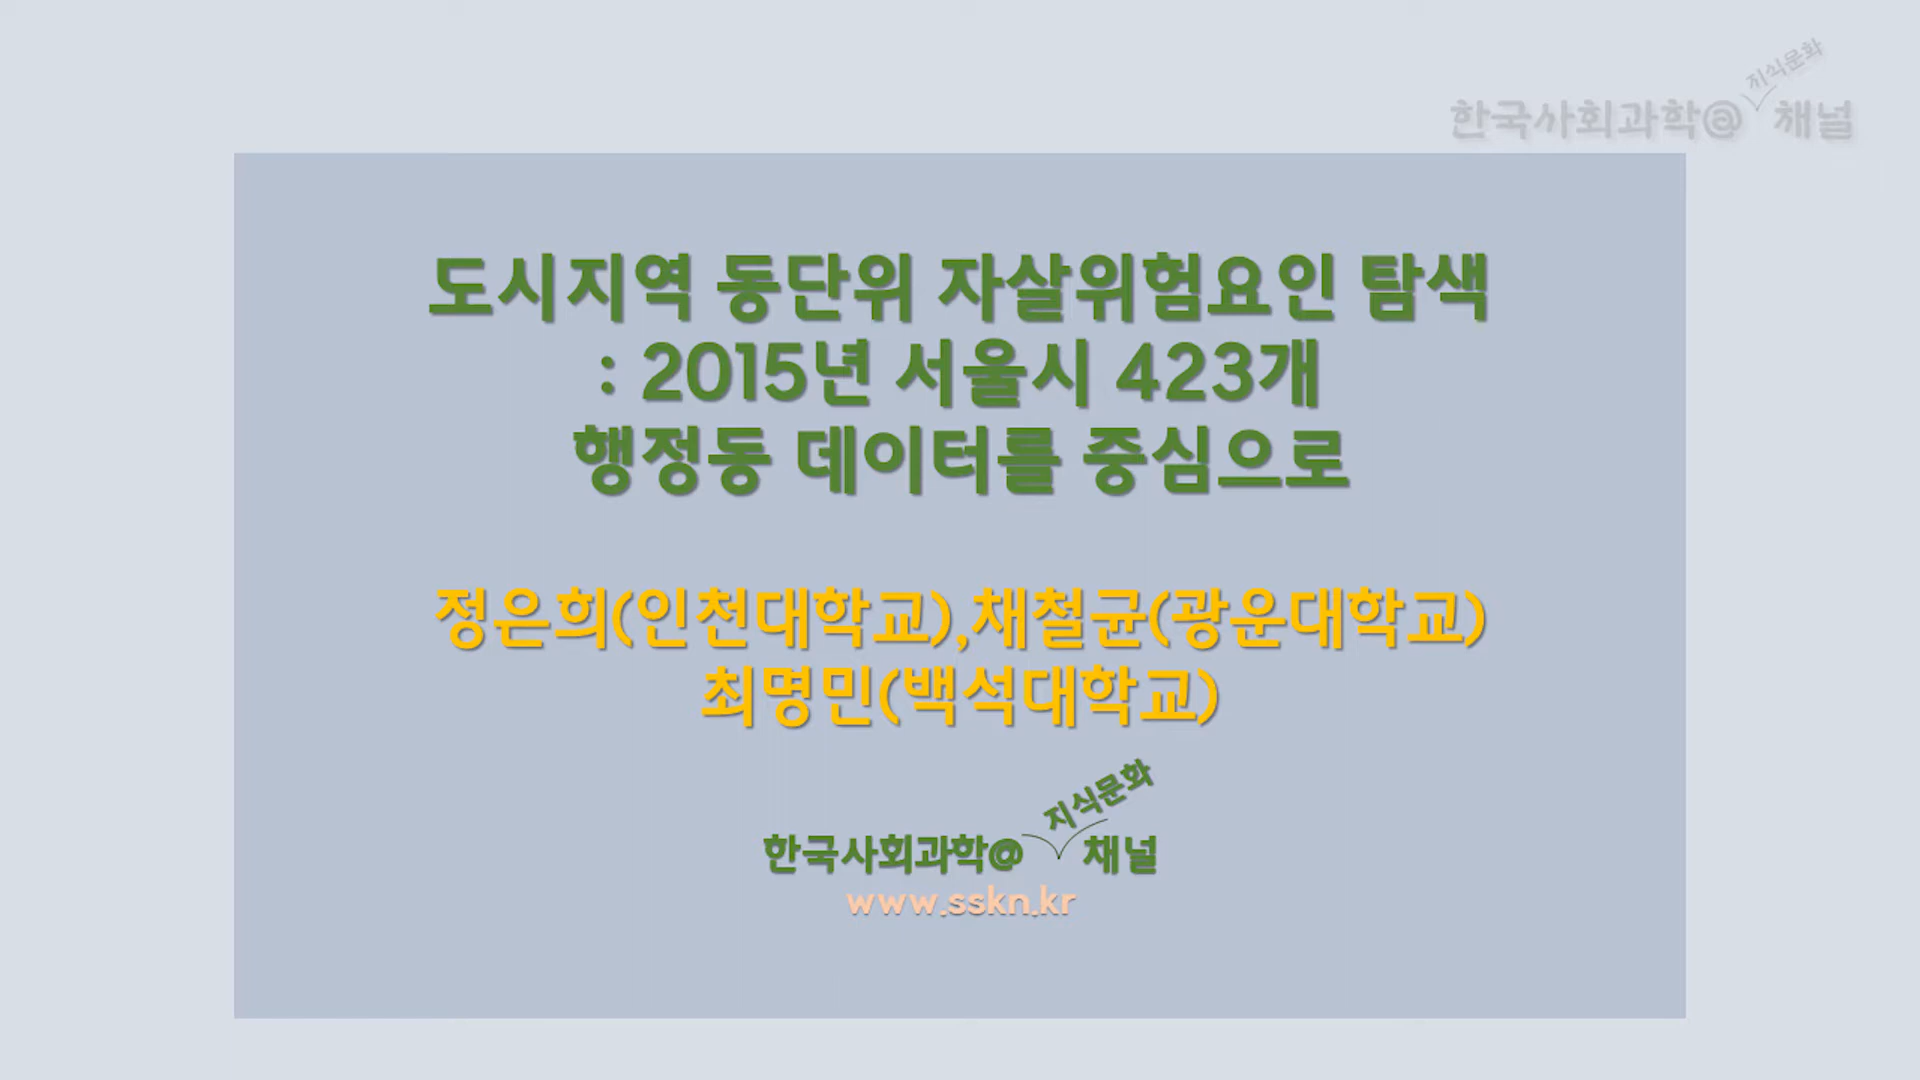 지식문화
한국사회과학@ 채널
도시지역 동단위 자살위험요인 탐색
: 2015년 서울시 423개
행정동 데이터를 중심으로
정은희(인천대학교),채철균(광운대학교)
최명민(백석대학교)
지식문화
한국사회과학@ 채널
www.sskn.kr